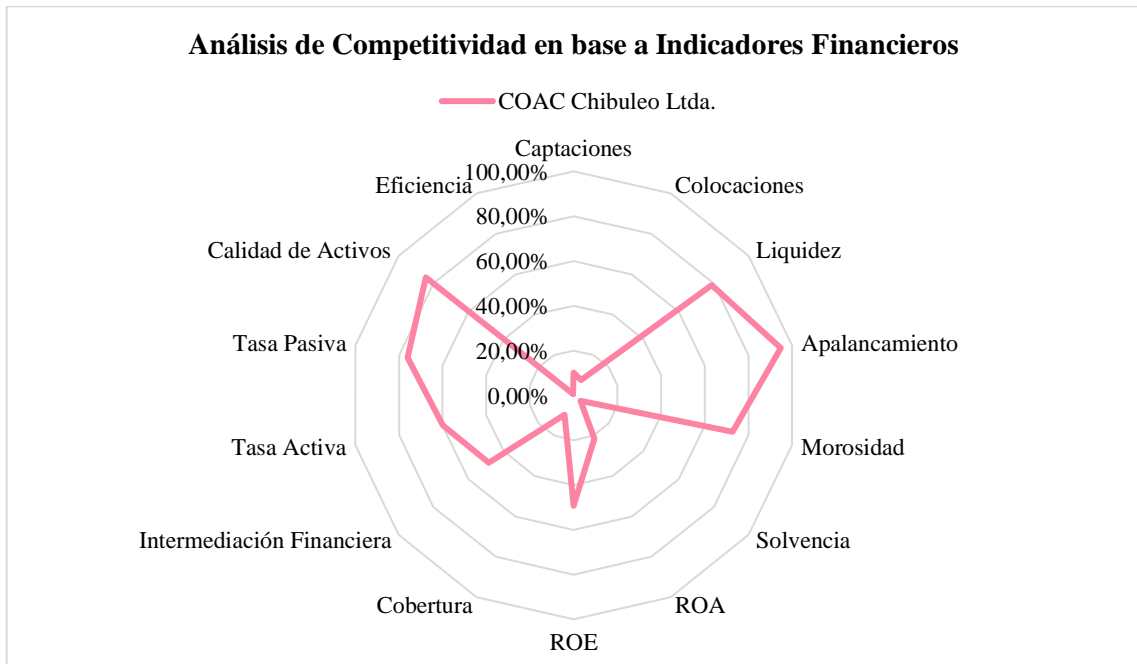 Análisis de Competitividad en base a Indicadores Financieros
COAC Chibuleo Ltda.
Captaciones
100,00%
Eficiencia
Colocaciones
80,00%
Calidad de Activos
Liquidez
60,00%
40,00%
Tasa Pasiva
Apalancamiento
20,00%
0,00%
Tasa Activa
Morosidad
Intermediación Financiera
Solvencia
Cobertura
ROA
ROE